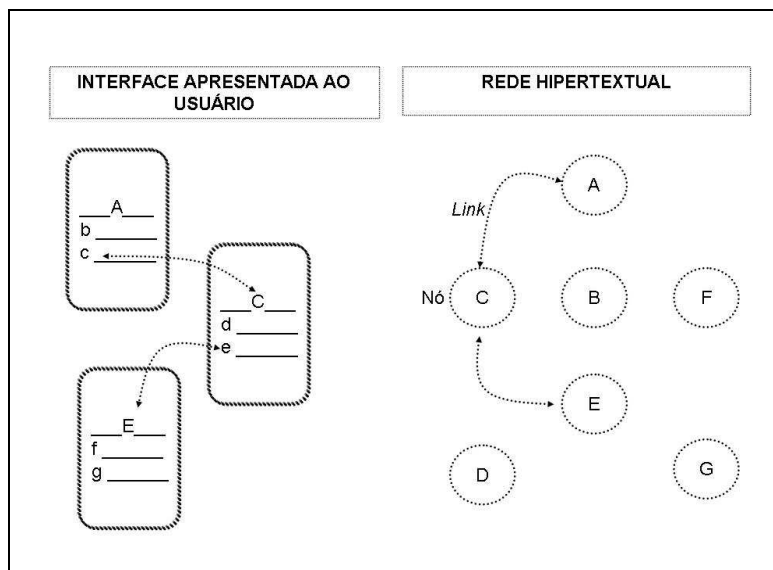 INTERFACE APRESENTADA AO
USUÁRIO
A
b
c
C
d
e
E
f
g
REDE HIPERTEXTUAL
A
Link
Nó C B F
E
D G